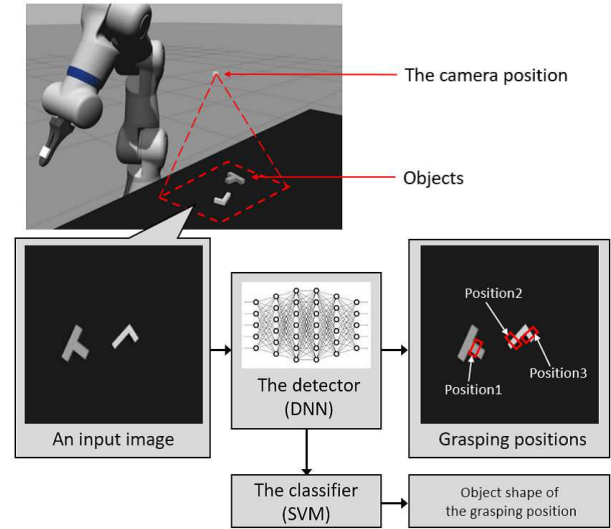 The camera position
Objects
An input image
The detector
(DNN)
Position2
Position1
Position3
Grasping positions
The classifier
(SVM)
Object shape of
the grasping position